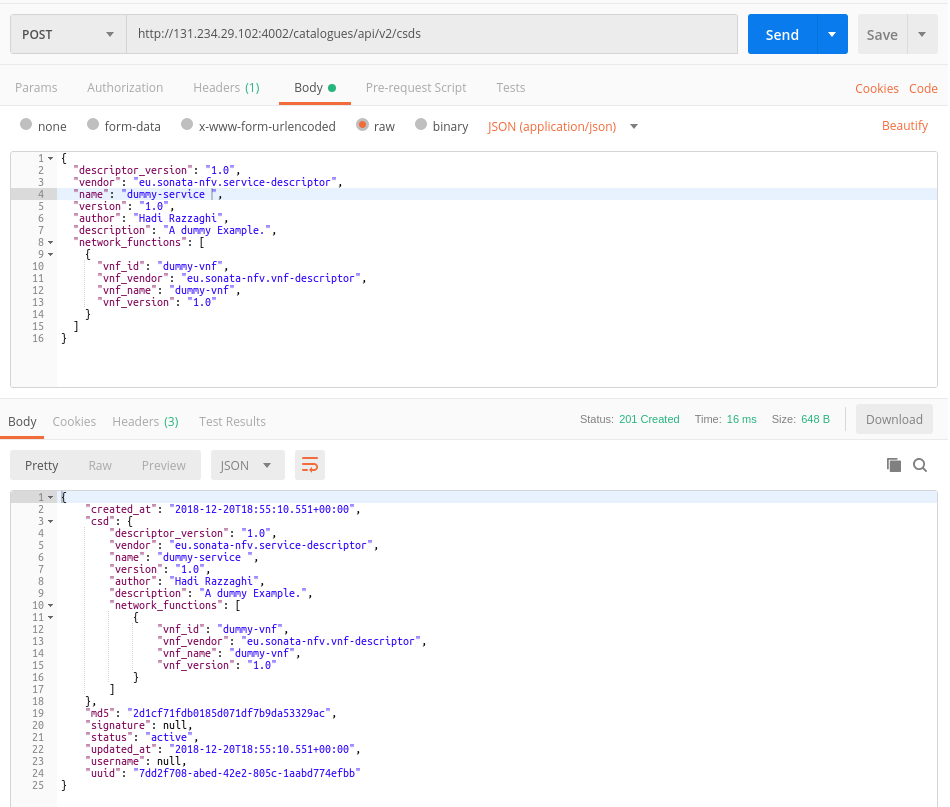 POST http://131.234.29.102:4002/catalogues/api/v2/csds Send Save
Params Authorization Headers (1) Body Pre-request Script Tests Cookies Code
none form-data x-www-form-urlencoded raw binary JSON (application/json) Beautify
1 {
2 "descriptor_version": "1.0",
3 "vendor": "eu.sonata-nfv.service-descriptor",
4 "name": "dummy-service ",
5 "version": "1.0",
6 "author": "Hadi Razzaghi",
7 "description": "A dummy Example.",
8 "network_functions": [
9 {
10 "vnf_id": "dummy-vnf",
11 "vnf_vendor": "eu.sonata-nfv.vnf-descriptor",
12 "vnf_name": "dummy-vnf",
13 "vnf_version": "1.0"
14 }
15 ]
16 }
Body Cookies Headers (3) Test Results Status: 201 Created Time: 16 ms Size: 648 B Download
Pretty Raw Preview JSON
1 {
2 "created_at": "2018-12-20T18:55:10.551+00:00",
3 "csd": {
4 "descriptor_version": "1.0",
5 "vendor": "eu.sonata-nfv.service-descriptor",
6 "name": "dummy-service ",
7 "version": "1.0",
8 "author": "Hadi Razzaghi",
9 "description": "A dummy Example.",
10 "network_functions": [
11 {
12 "vnf_id": "dummy-vnf",
13 "vnf_vendor": "eu.sonata-nfv.vnf-descriptor",
14 "vnf_name": "dummy-vnf",
15 "vnf_version": "1.0"
16 }
17 ]
18 },
19 "md5": "2d1cf71fdb0185d071df7b9da53329ac",
20 "signature": null,
21 "status": "active",
22 "updated_at": "2018-12-20T18:55:10.551+00:00",
23 "username": null,
24 "uuid": "7dd2f708-abed-42e2-805c-1aabd774efbb"
25 }